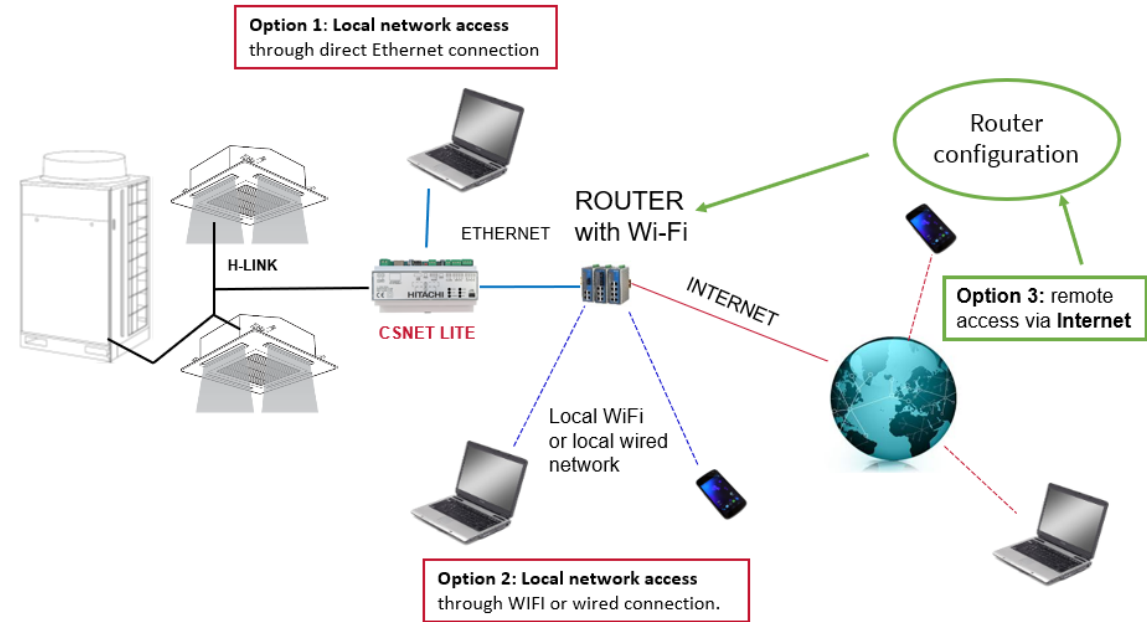 Option 1: Local network access
through direct Ethernet connection
Router
configuration
ROUTER
with Wi-Fi
ETHERNET
H-LINK
HITACHI
CSNET LITE
INTERNET
Option 3: remote
access via Internet
Local WiFi
or local wired
network
Option 2: Local network access
through WIFI or wired connection.